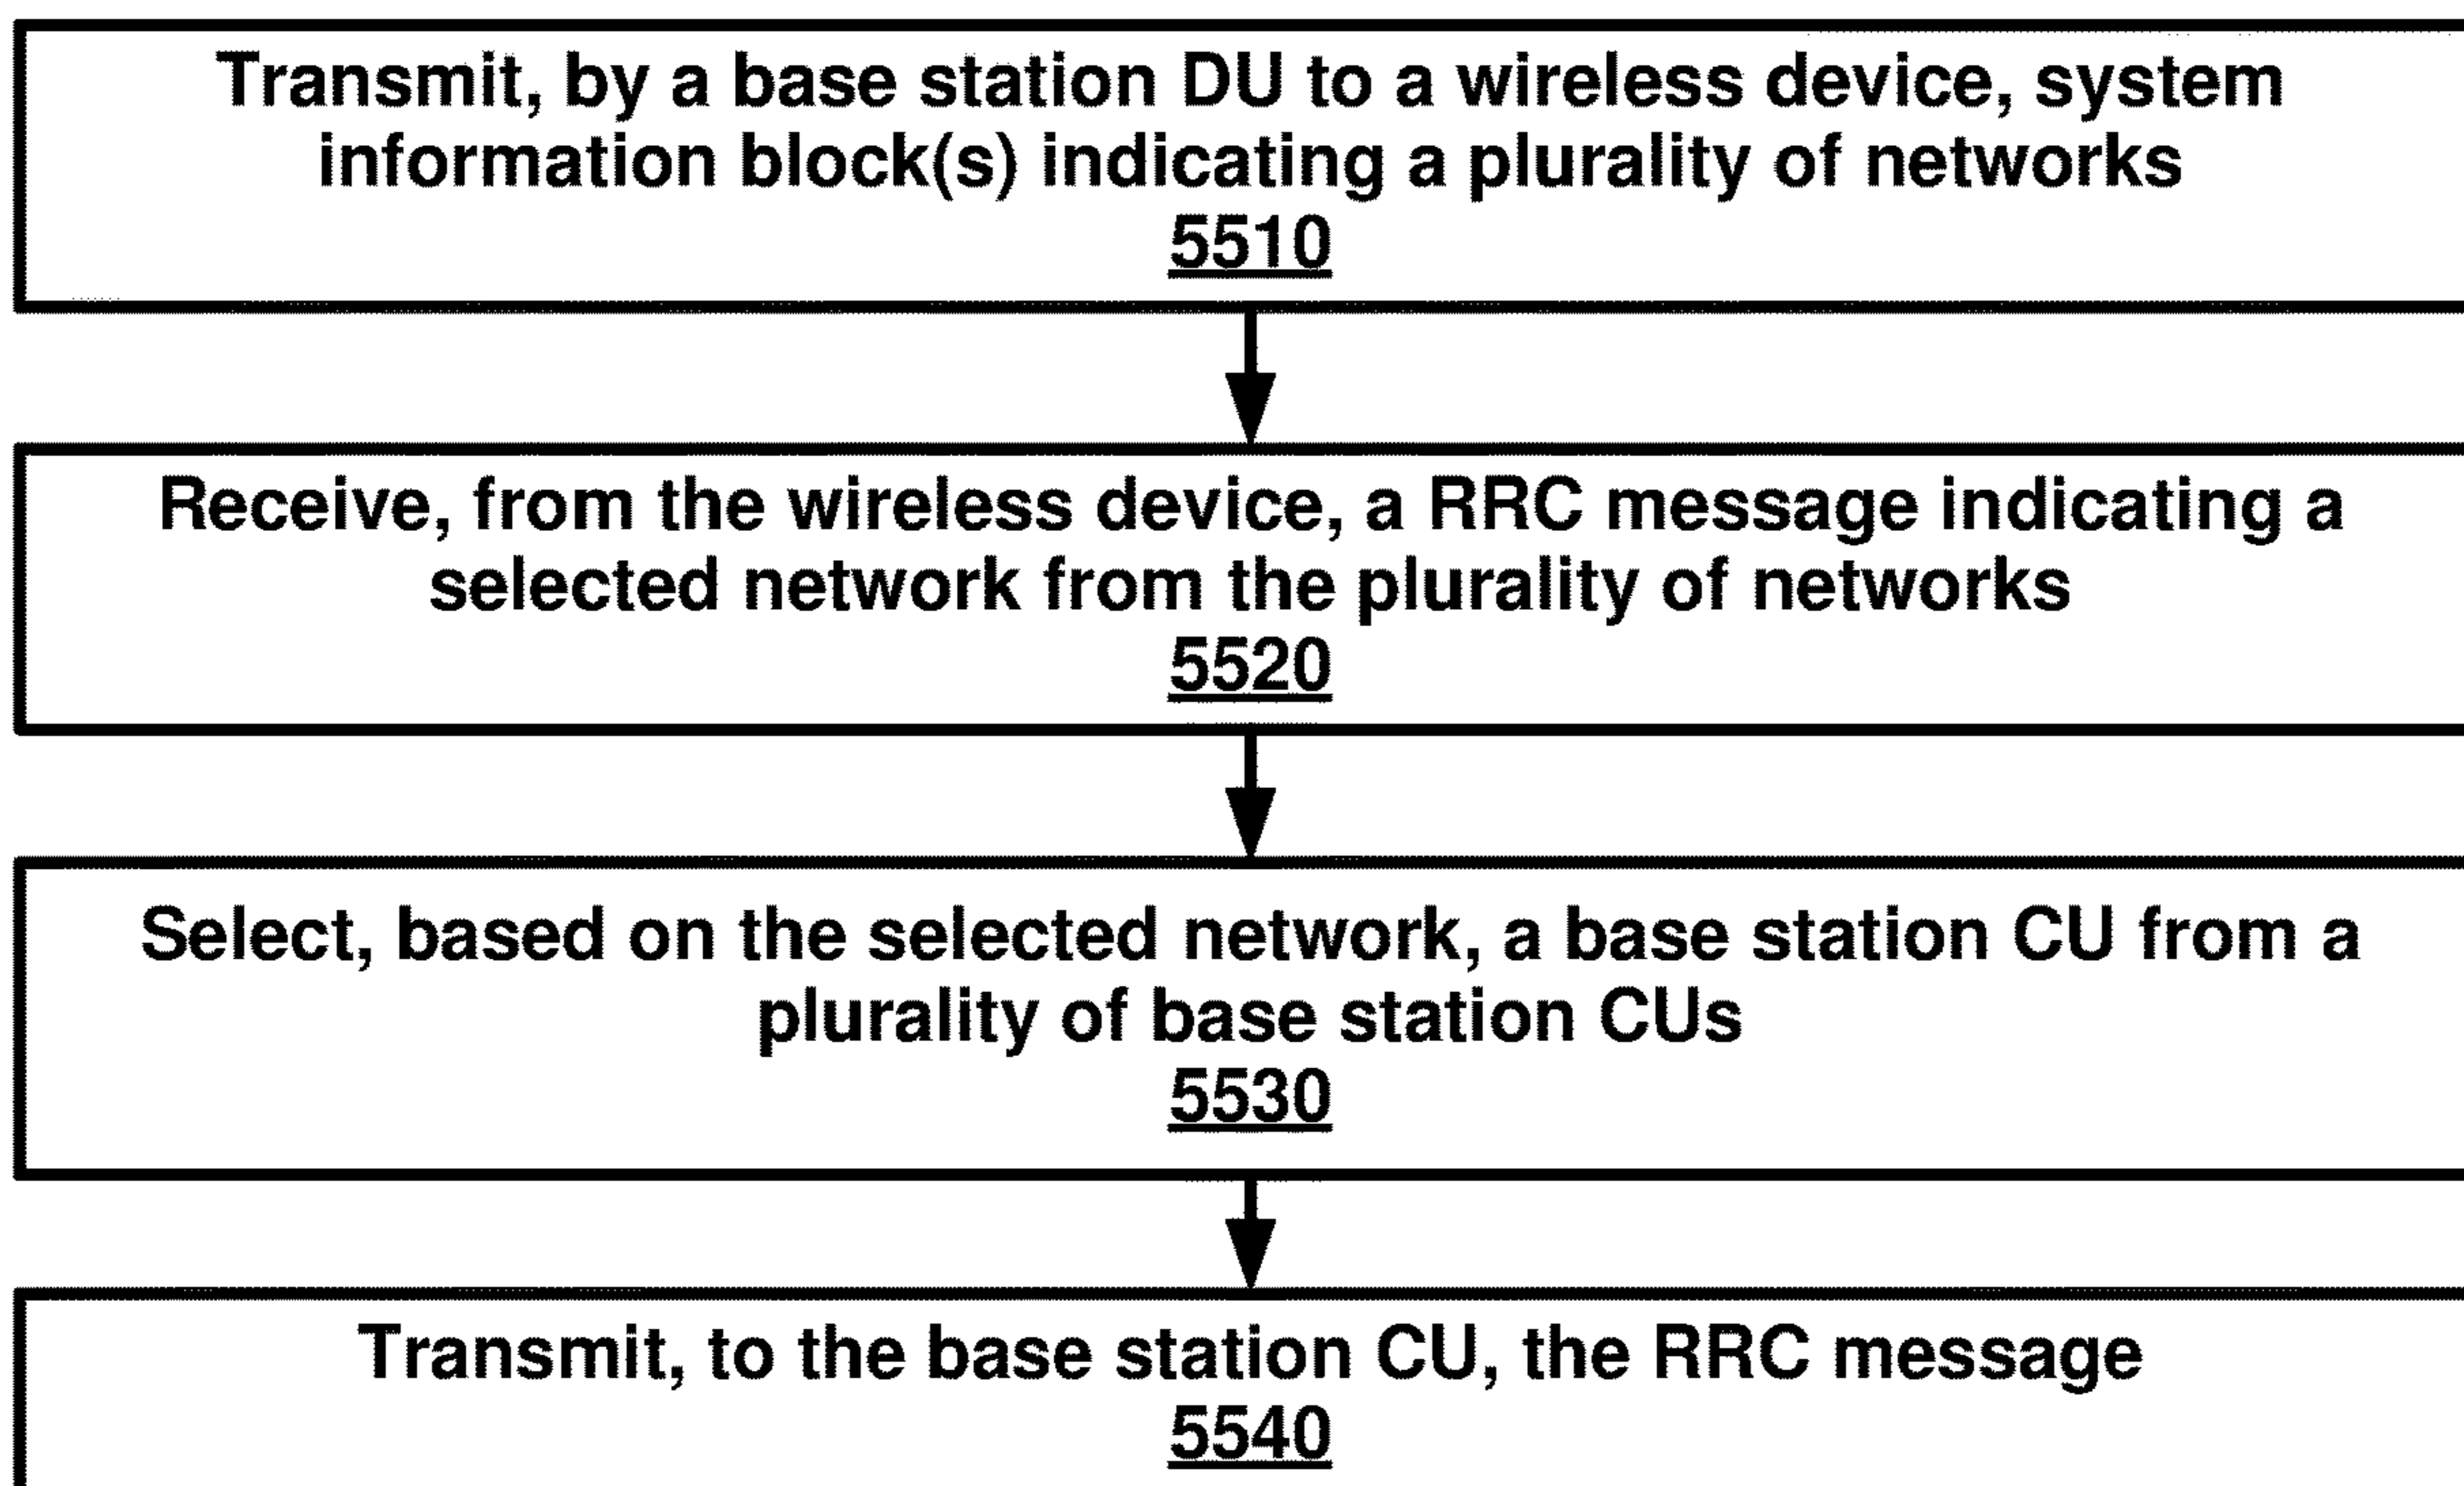 Transmit, by a base station DU to a wireless device, system
information block(s) indicating a plurality of networks
5510
Receive, from the wireless device, a RRC message indicating a
selected network from the plurality of networks
5520
Select, based on the selected network, a base station CU from a
plurality of base station CUs
5530
Transmit, to the base station CU, the RRC message
5540